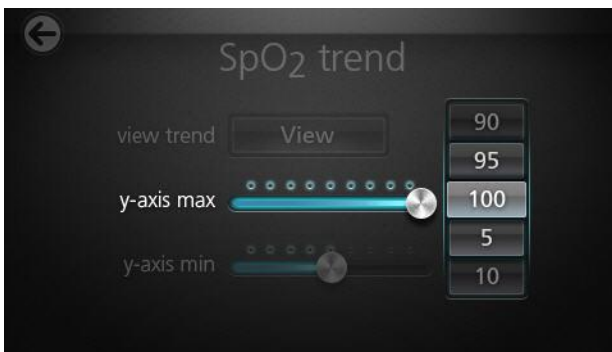 SpO2 trend
view trend View
90
95
y-axis max 100
5
y-axis min 10